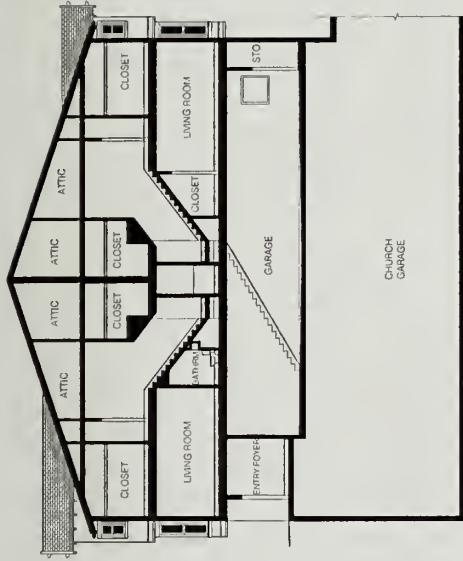 ATTIC
ATTIC
ATTIC
ATTIC
CLOSET
CLOSET
CLOSET
CLOSET
LIVING ROOM
BATHRM
CLOSET
LIVING ROOM
ENTRY FOYER
GARAGE
STO.
CHURCH
GARAGE